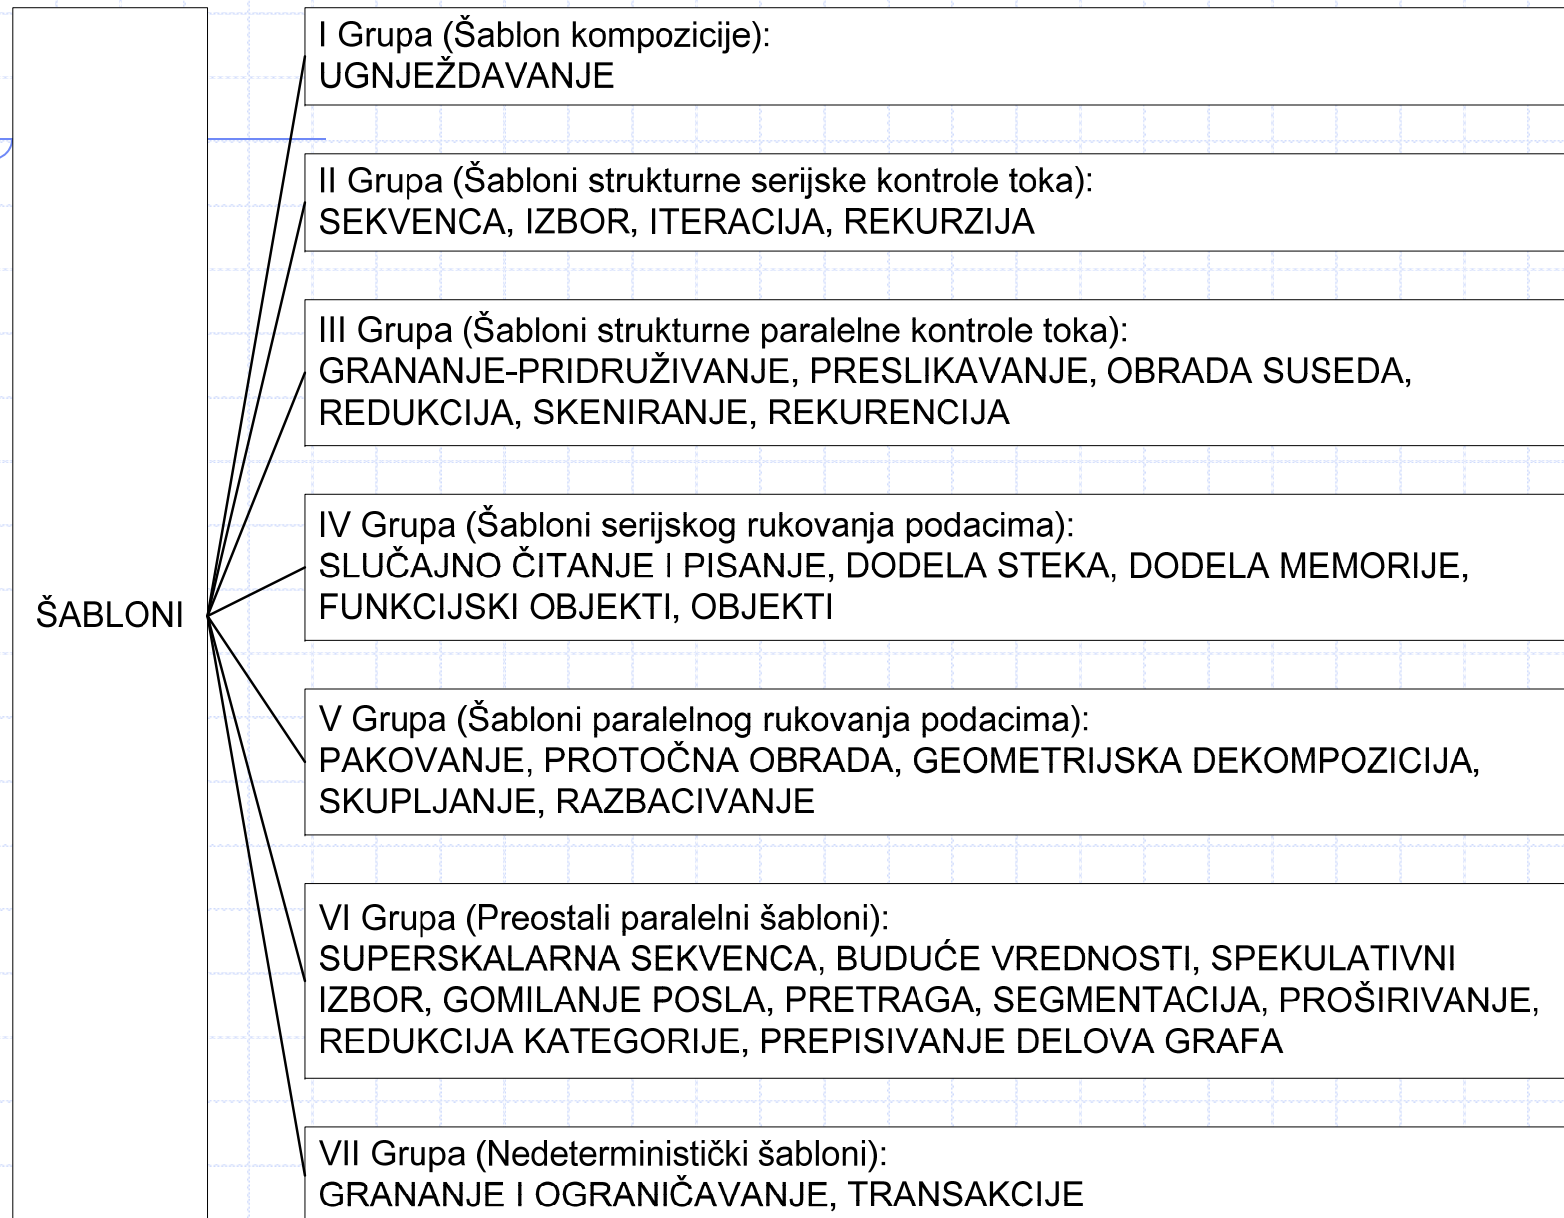 ŠABLONI
I Grupa (Šablon kompozicije):
UGNJEŽDAVANJE
II Grupa (Šabloni strukturne serijske kontrole toka):
SEKVENCA, IZBOR, ITERACIJA, REKURZIJA
III Grupa (Šabloni strukturne paralelne kontrole toka):
GRANANJE-PRIDRUŽIVANJE, PRESLIKAVANJE, OBRADA SUSEDA,
REDUKCIJA, SKENIRANJE, REKURENCIJA
IV Grupa (Šabloni serijskog rukovanja podacima):
SLUČAJNO ČITANJE I PISANJE, DODELA STEKA, DODELA MEMORIJE,
FUNKCIJSKI OBJEKTI, OBJEKTI
V Grupa (Šabloni paralelnog rukovanja podacima):
PAKOVANJE, PROTOČNA OBRADA, GEOMETRIJSKA DEKOMPOZICIJA,
SKUPLJANJE, RAZBACIVANJE
VI Grupa (Preostali paralelni šabloni):
SUPERSKALARNA SEKVENCA, BUDUĆE VREDNOSTI, SPEKULATIVNI
IZBOR, GOMILANJE POSLA, PRETRAGA, SEGMENTACIJA, PROŠIRIVANJE,
REDUKCIJA KATEGORIJE, PREPISIVANJE DELOVA GRAFA
VII Grupa (Nedeterministički šabloni):
GRANANJE I OGRANIČAVANJE, TRANSAKCIJE